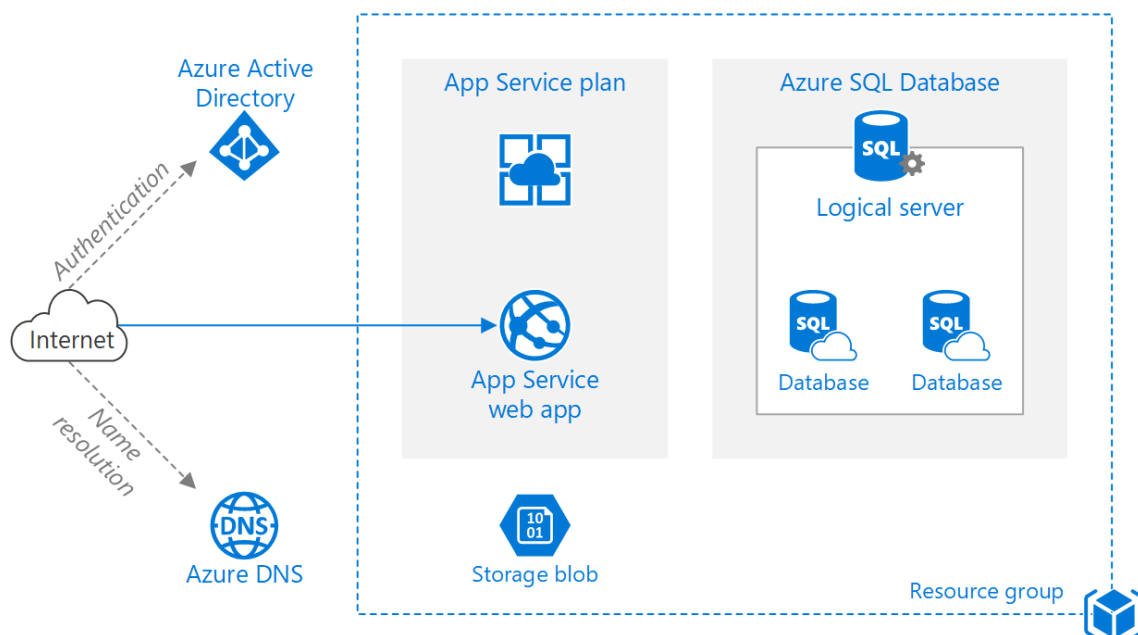 Azure Active
Directory
App Service plan
Azure SQL Database
SQL
Logical server
Authentication
Internet
App Service
web app
SQL
Database
SQL
Database
Name
resolution
DNS
Azure DNS
10
01
Storage blob
Resource group